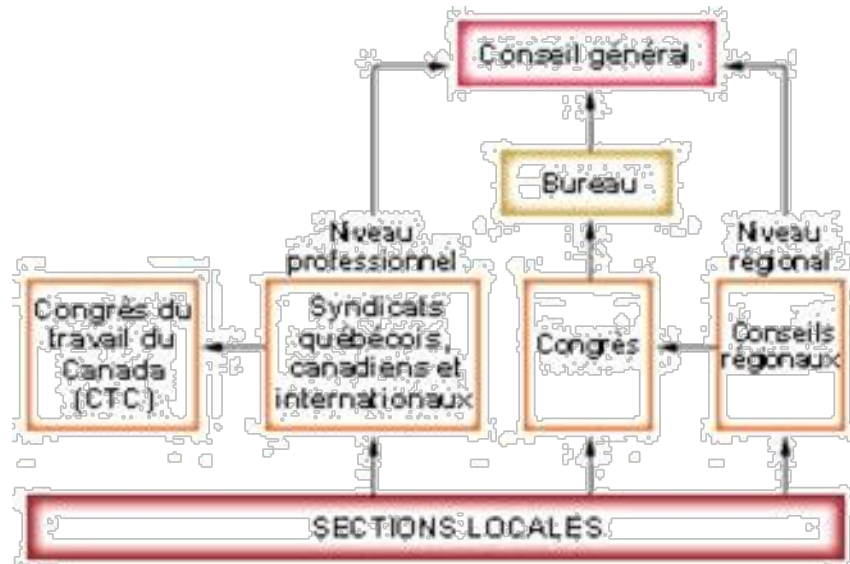 Conseil général
Bureau
Niveau
professionnel
Niveau
régional
Congrès du
travail du
Canada
(CTC)
Syndicats
québécois,
canadiens et
internationaux
Congrès
Conseils
régionaux
SECTIONS LOCALES